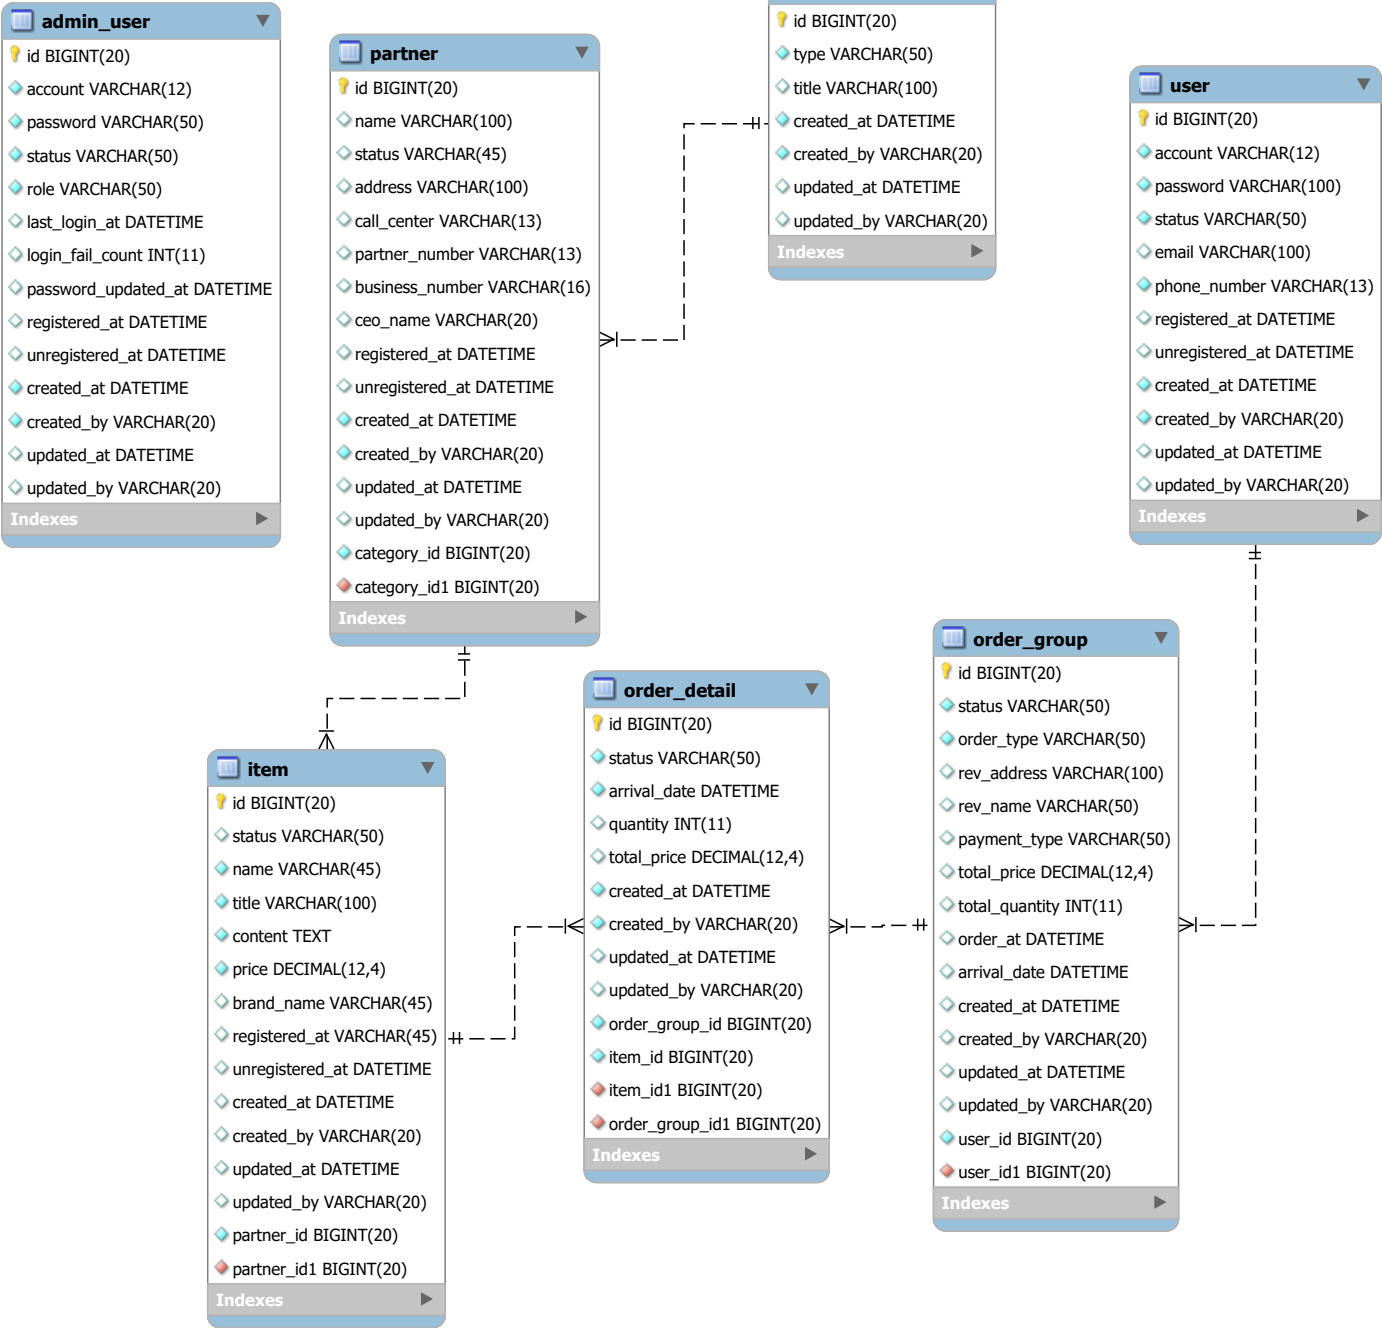 admin_user
id BIGINT(20)
account VARCHAR(12)
password VARCHAR(50)
status VARCHAR(50)
role VARCHAR(50)
last_login_at DATETIME
login_fail_count INT(11)
password_updated_at DATETIME
registered_at DATETIME
unregistered_at DATETIME
created_at DATETIME
created_by VARCHAR(20)
updated_at DATETIME
updated_by VARCHAR(20)
Indexes
partner
id BIGINT(20)
name VARCHAR(100)
status VARCHAR(45)
address VARCHAR(100)
call_center VARCHAR(13)
partner_number VARCHAR(13)
business_number VARCHAR(16)
ceo_name VARCHAR(20)
registered_at DATETIME
unregistered_at DATETIME
created_at DATETIME
created_by VARCHAR(20)
updated_at DATETIME
updated_by VARCHAR(20)
category_id BIGINT(20)
category_id1 BIGINT(20)
Indexes
id BIGINT(20)
type VARCHAR(50)
title VARCHAR(100)
created_at DATETIME
created_by VARCHAR(20)
updated_at DATETIME
updated_by VARCHAR(20)
Indexes
user
id BIGINT(20)
account VARCHAR(12)
password VARCHAR(100)
status VARCHAR(50)
email VARCHAR(100)
phone_number VARCHAR(13)
registered_at DATETIME
unregistered_at DATETIME
created_at DATETIME
created_by VARCHAR(20)
updated_at DATETIME
updated_by VARCHAR(20)
Indexes
item
id BIGINT(20)
status VARCHAR(50)
name VARCHAR(45)
title VARCHAR(100)
content TEXT
price DECIMAL(12,4)
brand_name VARCHAR(45)
registered_at VARCHAR(45)
unregistered_at DATETIME
created_at DATETIME
created_by VARCHAR(20)
updated_at DATETIME
updated_by VARCHAR(20)
partner_id BIGINT(20)
partner_id1 BIGINT(20)
Indexes
order_detail
id BIGINT(20)
status VARCHAR(50)
arrival_date DATETIME
quantity INT(11)
total_price DECIMAL(12,4)
created_at DATETIME
created_by VARCHAR(20)
updated_at DATETIME
updated_by VARCHAR(20)
order_group_id BIGINT(20)
item_id BIGINT(20)
item_id1 BIGINT(20)
order_group_id1 BIGINT(20)
Indexes
order_group
id BIGINT(20)
status VARCHAR(50)
order_type VARCHAR(50)
rev_address VARCHAR(100)
rev_name VARCHAR(50)
payment_type VARCHAR(50)
total_price DECIMAL(12,4)
total_quantity INT(11)
order_at DATETIME
arrival_date DATETIME
created_at DATETIME
created_by VARCHAR(20)
updated_at DATETIME
updated_by VARCHAR(20)
user_id BIGINT(20)
user_id1 BIGINT(20)
Indexes